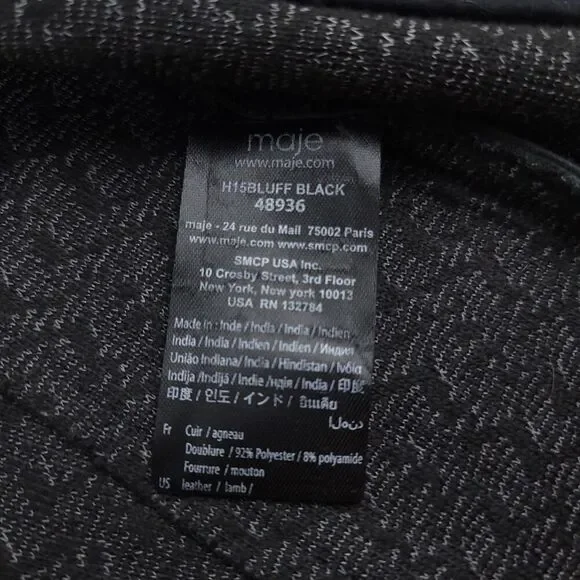 maje
www.maje.com
H15BLUFF BLACK
48936
maje - 24 rue du Mail 75002 Paris
www.maje.com www.smcp.com
SMCP USA Inc.
10 Crosby Street, 3rd Floor
New York, New york 10013
USA RN 132784
Made in : Inde / India / India / Indien
India / India / Indien / Indien / Индия
União Indiana/ India / Hindistan /
Indija /Indijā / Indie / / India / 印度
印度 / 인도 / インド / อินเดีย
الهند
Fr Cuir / agneau
Doublure / 92% Polyester / 8% polyamide
Fourrure / mouton
US leather / lamb /